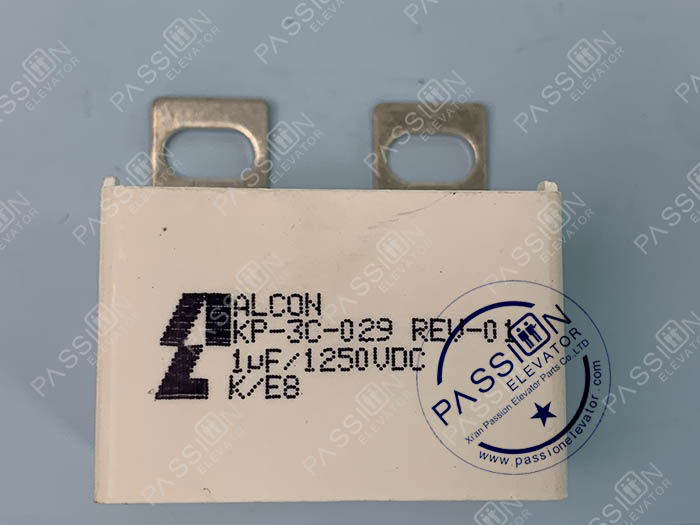 ALCON
KP-3C-029 REV-01
1µF/1250VDC
K/E8
PASSION
ELEVATOR
Xi'an Passion Elevator Parts Co.,LTD
www.passionelevator.com